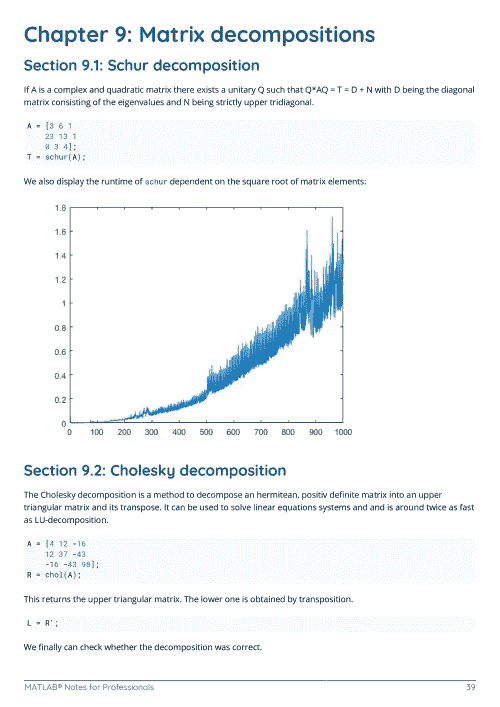 Chapter 9: Matrix decompositions
Section 9.1: Schur decomposition
If A is a complex and quadratic matrix there exists a unitary Q such that Q*AQ = T = D + N with D being the diagonal
matrix consisting of the eigenvalues and N being strictly upper tridiagonal.
A = [3 6 1
23 13 1
0 3 4];
T = schur(A);
We also display the runtime of schur dependent on the square root of matrix elements:
1.8
1.6
1.4
1.2
1
0.8
0.6
0.4
0.2
0
0 100 200 300 400 500 600 700 800 900 1000
Section 9.2: Cholesky decomposition
The Cholesky decomposition is a method to decompose an hermitean, positiv definite matrix into an upper
triangular matrix and its transpose. It can be used to solve linear equations systems and and is around twice as fast
as LU-decomposition.
A = [4 12 -16
12 37 -43
-16 -43 98];
R = chol(A);
This returns the upper triangular matrix. The lower one is obtained by transposition.
L = R';
We finally can check whether the decomposition was correct.
MATLAB® Notes for Professionals 39